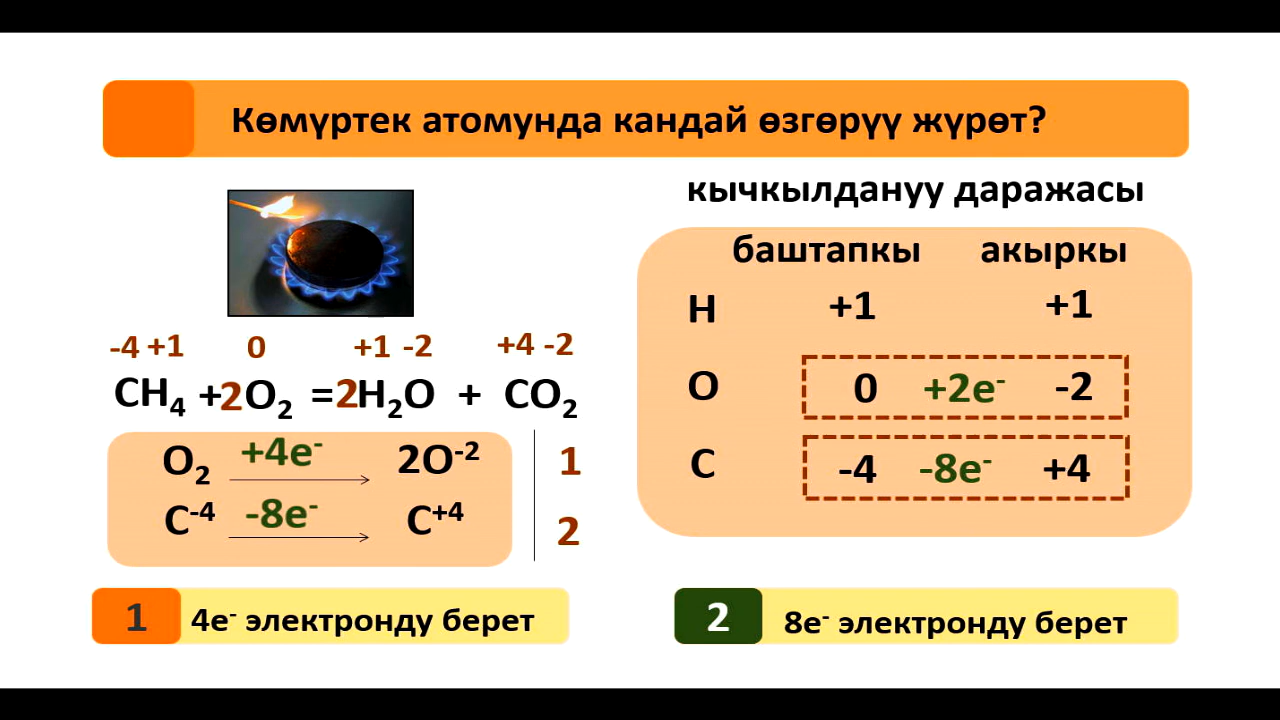 Көмүртек атомунда кандай өзгөрүү жүрөт?
кычкылдануу даражасы
баштапкы акыркы
H +1 +1
O 0 +2e⁻ -2
C -4 -8e⁻ +4
-4 +1 0 +1 -2 +4 -2
CH₄ +2O₂ =2H₂O + CO₂
O₂ +4e⁻ 2O⁻² 1
C⁻⁴ -8e⁻ C⁺⁴ 2
1 4e⁻ электронду берет
2 8e⁻ электронду берет